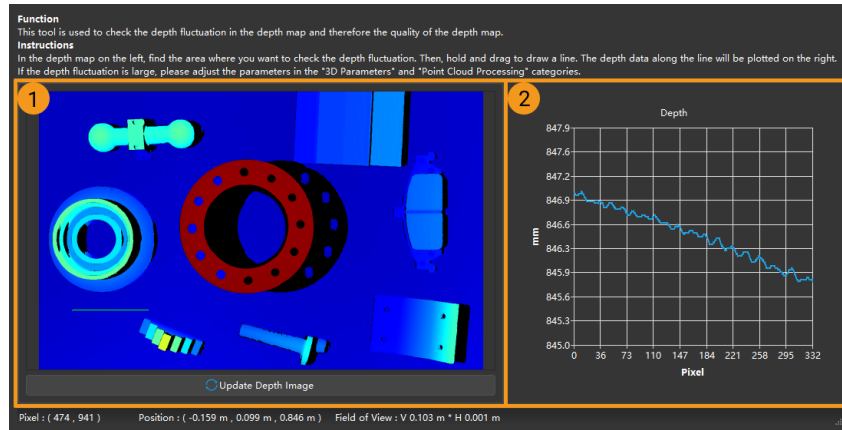 Function
This tool is used to check the depth fluctuation in the depth map and therefore the quality of the depth map.
Instructions
In the depth map on the left, find the area where you want to check the depth fluctuation. Then, hold and drag to draw a line. The depth data along the line will be plotted on the right.
If the depth fluctuation is large, please adjust the parameters in the "3D Parameters" and "Point Cloud Processing" categories.
1
Update Depth Image
2
Depth
847.9
847.6
847.2
846.9
846.6
846.3
845.9
845.6
845.3
845.0
mm
0 36 73 110 147 184 221 258 295 332
Pixel
Pixel : ( 474 , 941 ) Position : ( -0.159 m , 0.099 m , 0.846 m ) Field of View : V 0.103 m * H 0.001 m